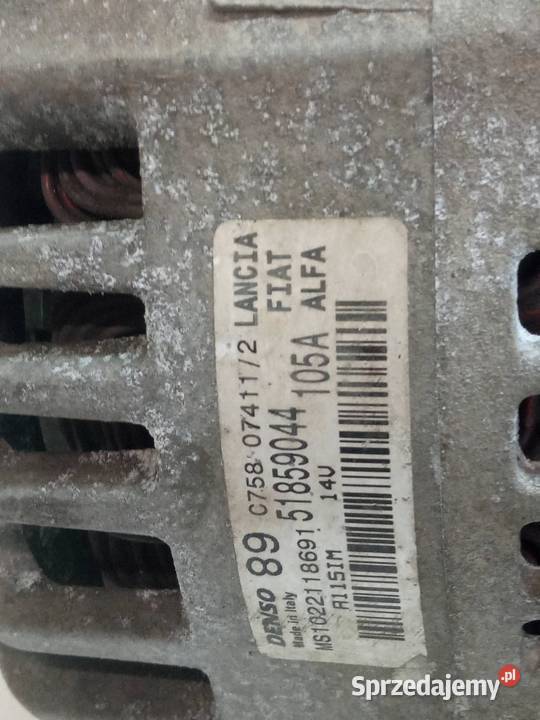 DENSO 89 C758 07411/2 LANCIA
Made in Italy 51859044 FIAT
MS1022118691 105A ALFA
A115IM 14V
Sprzedajemy.pl